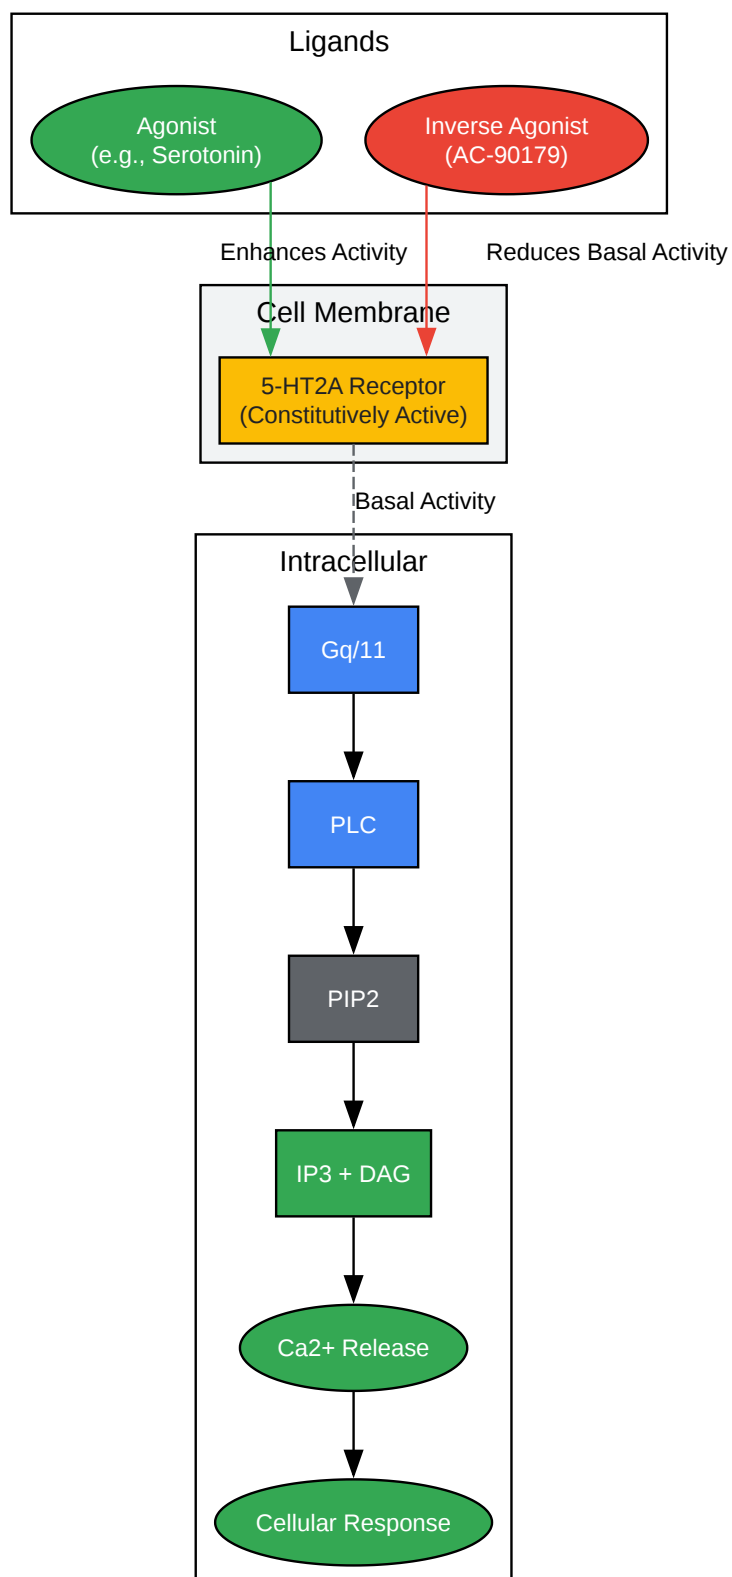 Ligands
Agonist
(e.g., Serotonin)
Inverse Agonist
(AC-90179)
Enhances Activity
Reduces Basal Activity
Cell Membrane
5-HT2A Receptor
(Constitutively Active)
Basal Activity
Intracellular
Gq/11
PLC
PIP2
IP3 + DAG
Ca2+ Release
Cellular Response